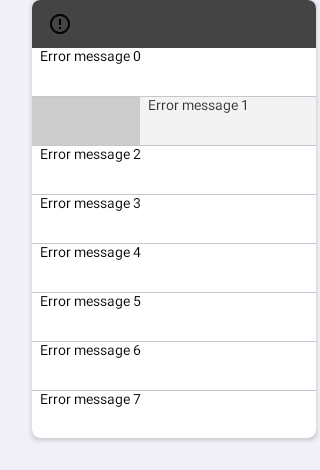 Error message 0
Error message 1
Error message 2
Error message 3
Error message 4
Error message 5
Error message 6
Error message 7